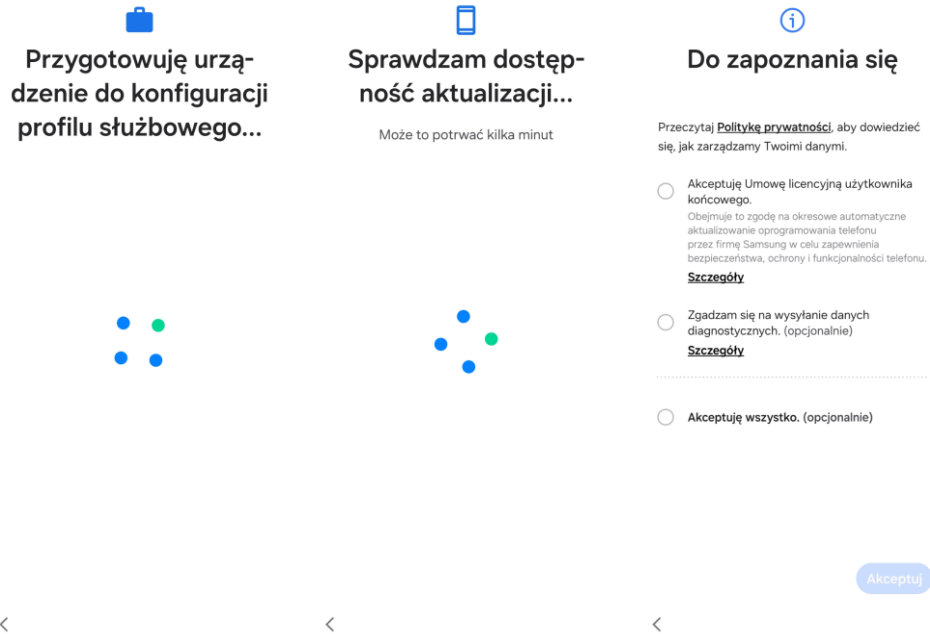 Przygotowuję urzą-
dzenie do konfiguracji
profilu służbowego...
Sprawdzam dostęp-
ność aktualizacji...
Może to potrwać kilka minut
Do zapoznania się
Przeczytaj Politykę prywatności, aby dowiedzieć
się, jak zarządzamy Twoimi danymi.
Akceptuję Umowę licencyjną użytkownika
końcowego.
Obejmuje to zgodę na okresowe automatyczne
aktualizowanie oprogramowania telefonu
przez firmę Samsung w celu zapewnienia
bezpieczeństwa, ochrony i funkcjonalności telefonu.
Szczegóły
Zgadzam się na wysyłanie danych
diagnostycznych. (opcjonalnie)
Szczegóły
Akceptuję wszystko. (opcjonalnie)
Akceptuj